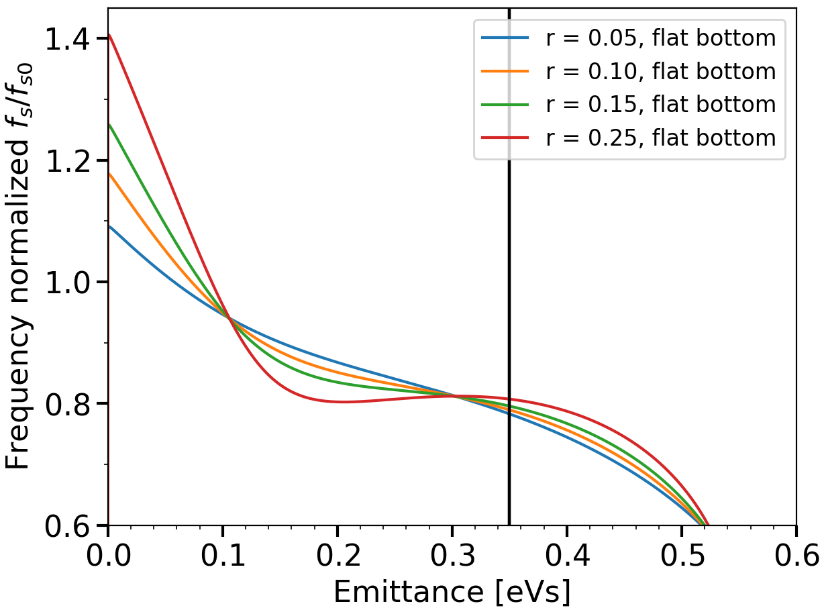 r = 0.05, flat bottom
r = 0.10, flat bottom
r = 0.15, flat bottom
r = 0.25, flat bottom
Frequency normalized f_s/f_{s0}
1.4
1.2
1.0
0.8
0.6
0.0 0.1 0.2 0.3 0.4 0.5 0.6
Emittance [eVs]